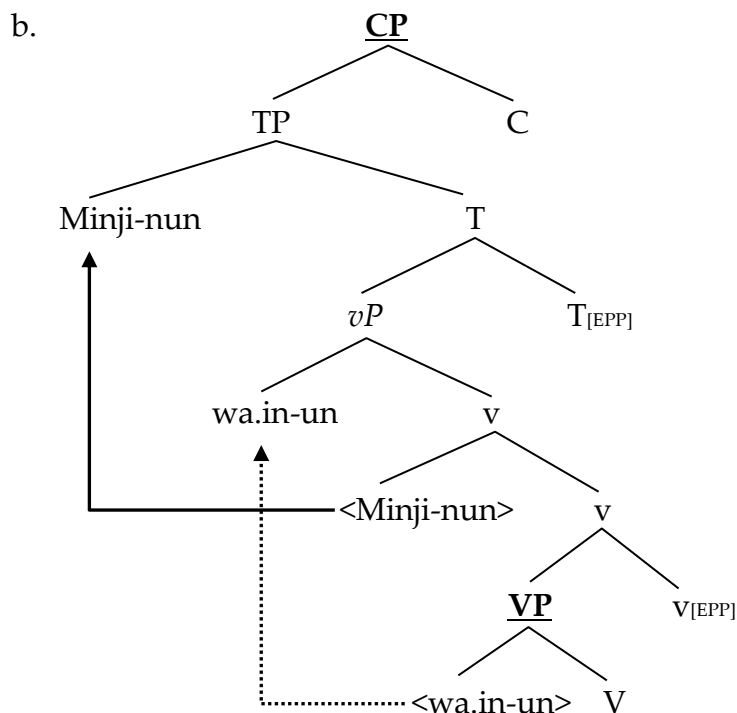 b.
CP
TP C
Minji-nun T
vP T[EPP]
wa.in-un v
<Minji-nun> v
VP v[EPP]
<wa.in-un> V